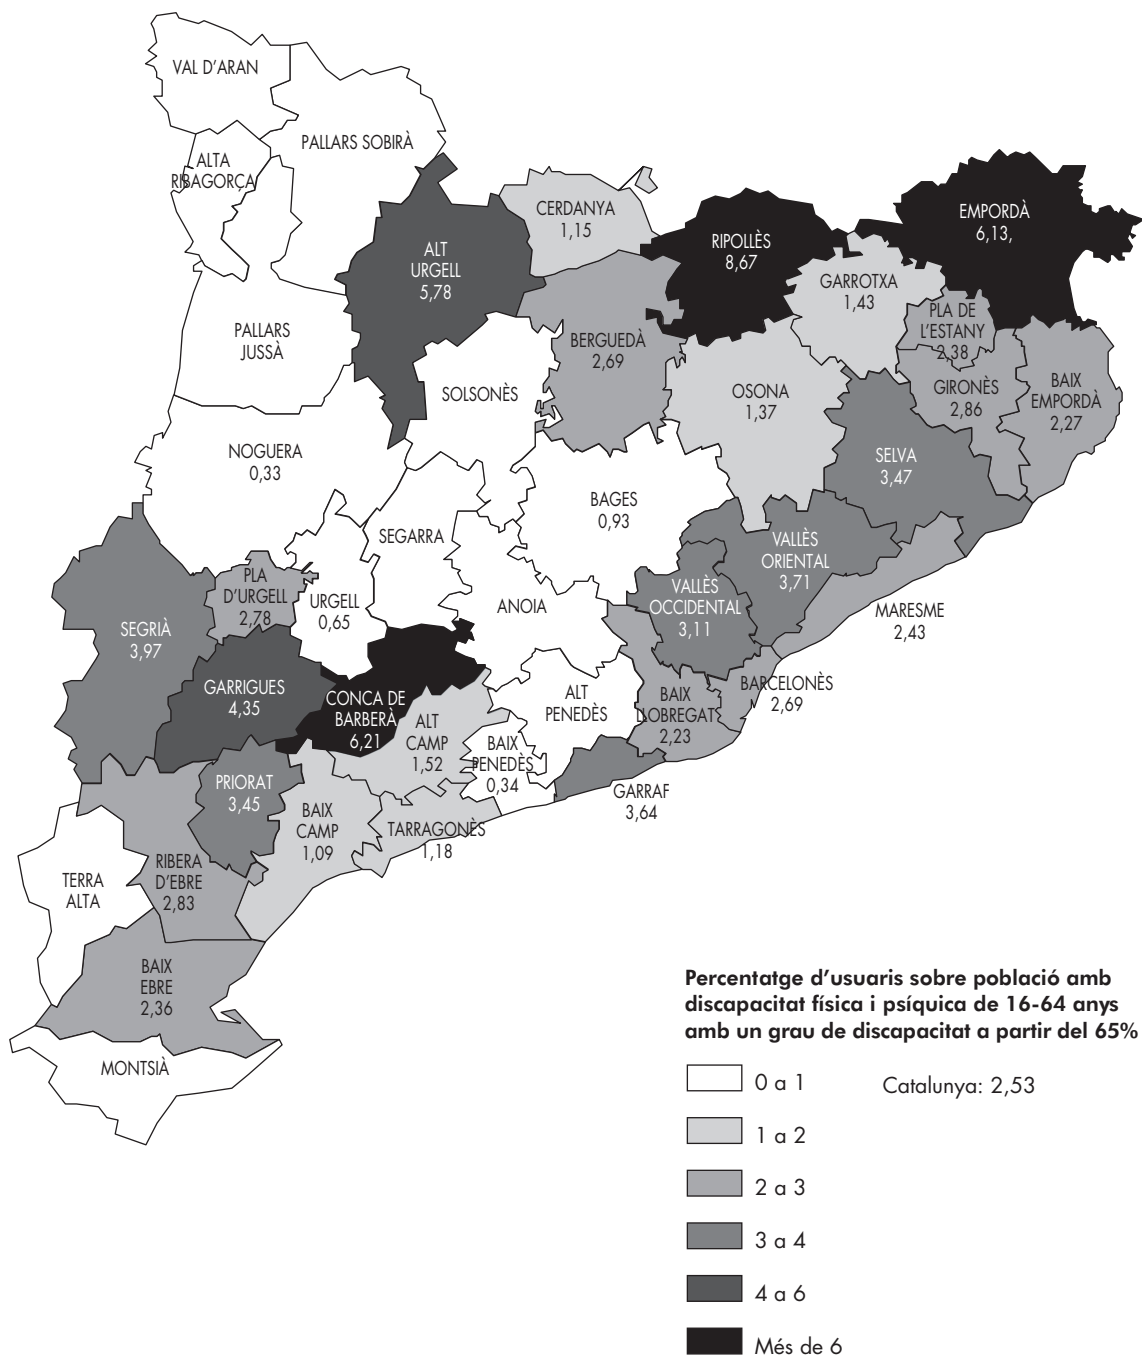 VAL D’ARAN
PALLARS SOBIRÀ
ALTA
RIBAGORÇA
CERDANYA
1,15
EMPORDÀ
6,13,
RIPOLLÈS
8,67
ALT
URGELL
5,78
GARROTXA
1,43
PLA DE
L’ESTANY
2,38
PALLARS
JUSSÀ
BERGUEDÀ
2,69
SOLSONÈS
OSONA
1,37
GIRONÈS
2,86
BAIX
EMPORDÀ
2,27
NOGUERA
0,33
SELVA
3,47
BAGES
0,93
SEGARRA
VALLÈS
ORIENTAL
3,71
PLA
D’URGELL
2,78
URGELL
0,65
ANOIA
VALLÈS
OCCIDENTAL
3,11
MARESME
2,43
SEGRIÀ
3,97
GARRIGUES
4,35
CONCA DE
BARBERÀ
6,21
ALT
PENEDÈS
BAIX
LLOBREGAT
2,23
BARCELONÈS
2,69
ALT
CAMP
1,52
BAIX
PENEDÈS
0,34
PRIORAT
3,45
GARRAF
3,64
BAIX
CAMP
1,09
TARRAGONÈS
1,18
RIBERA
D’EBRE
2,83
TERRA
ALTA
BAIX
EBRE
2,36
MONTSIÀ
Percentatge d’usuaris sobre població amb
discapacitat física i psíquica de 16-64 anys
amb un grau de discapacitat a partir del 65%
0 a 1
Catalunya: 2,53
1 a 2
2 a 3
3 a 4
4 a 6
Més de 6